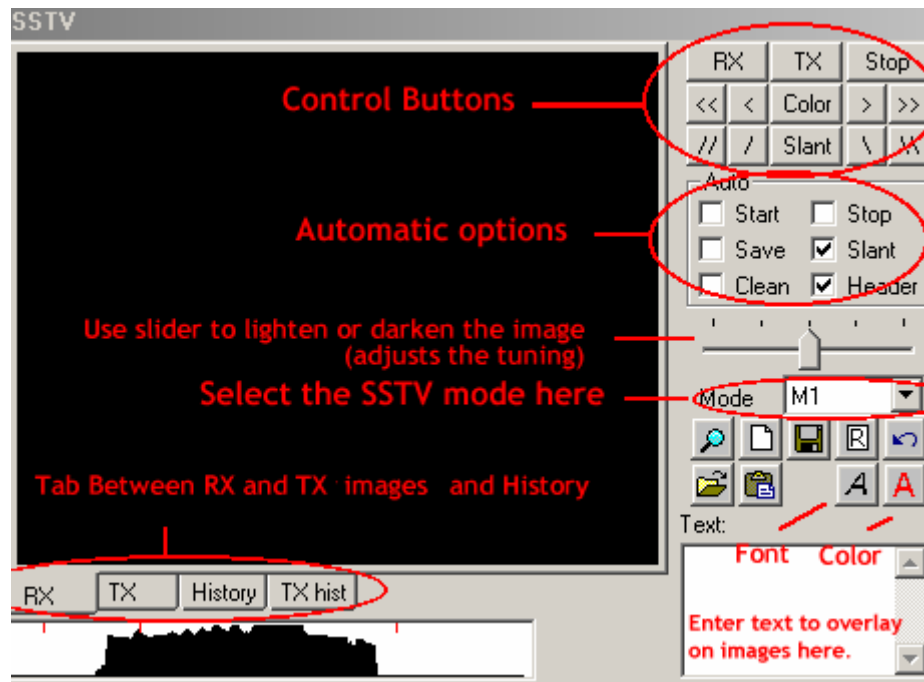 SSTV
RX TX Stop
<< < Color > >>
// / Slant \ \\
Control Buttons
Auto
Start Stop
Save Slant
Clean Header
Automatic options
Use slider to lighten or darken the image
(adjusts the tuning)
Select the SSTV mode here
Mode M1
R
A A
Tab Between RX and TX images and History
Text:
Font Color
Enter text to overlay
on images here.
RX TX History TX hist